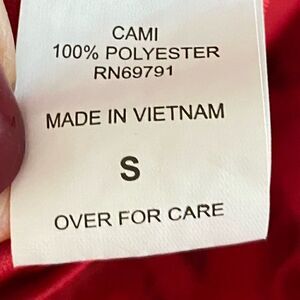 CAMI
100% POLYESTER
RN69791
MADE IN VIETNAM
S
OVER FOR CARE